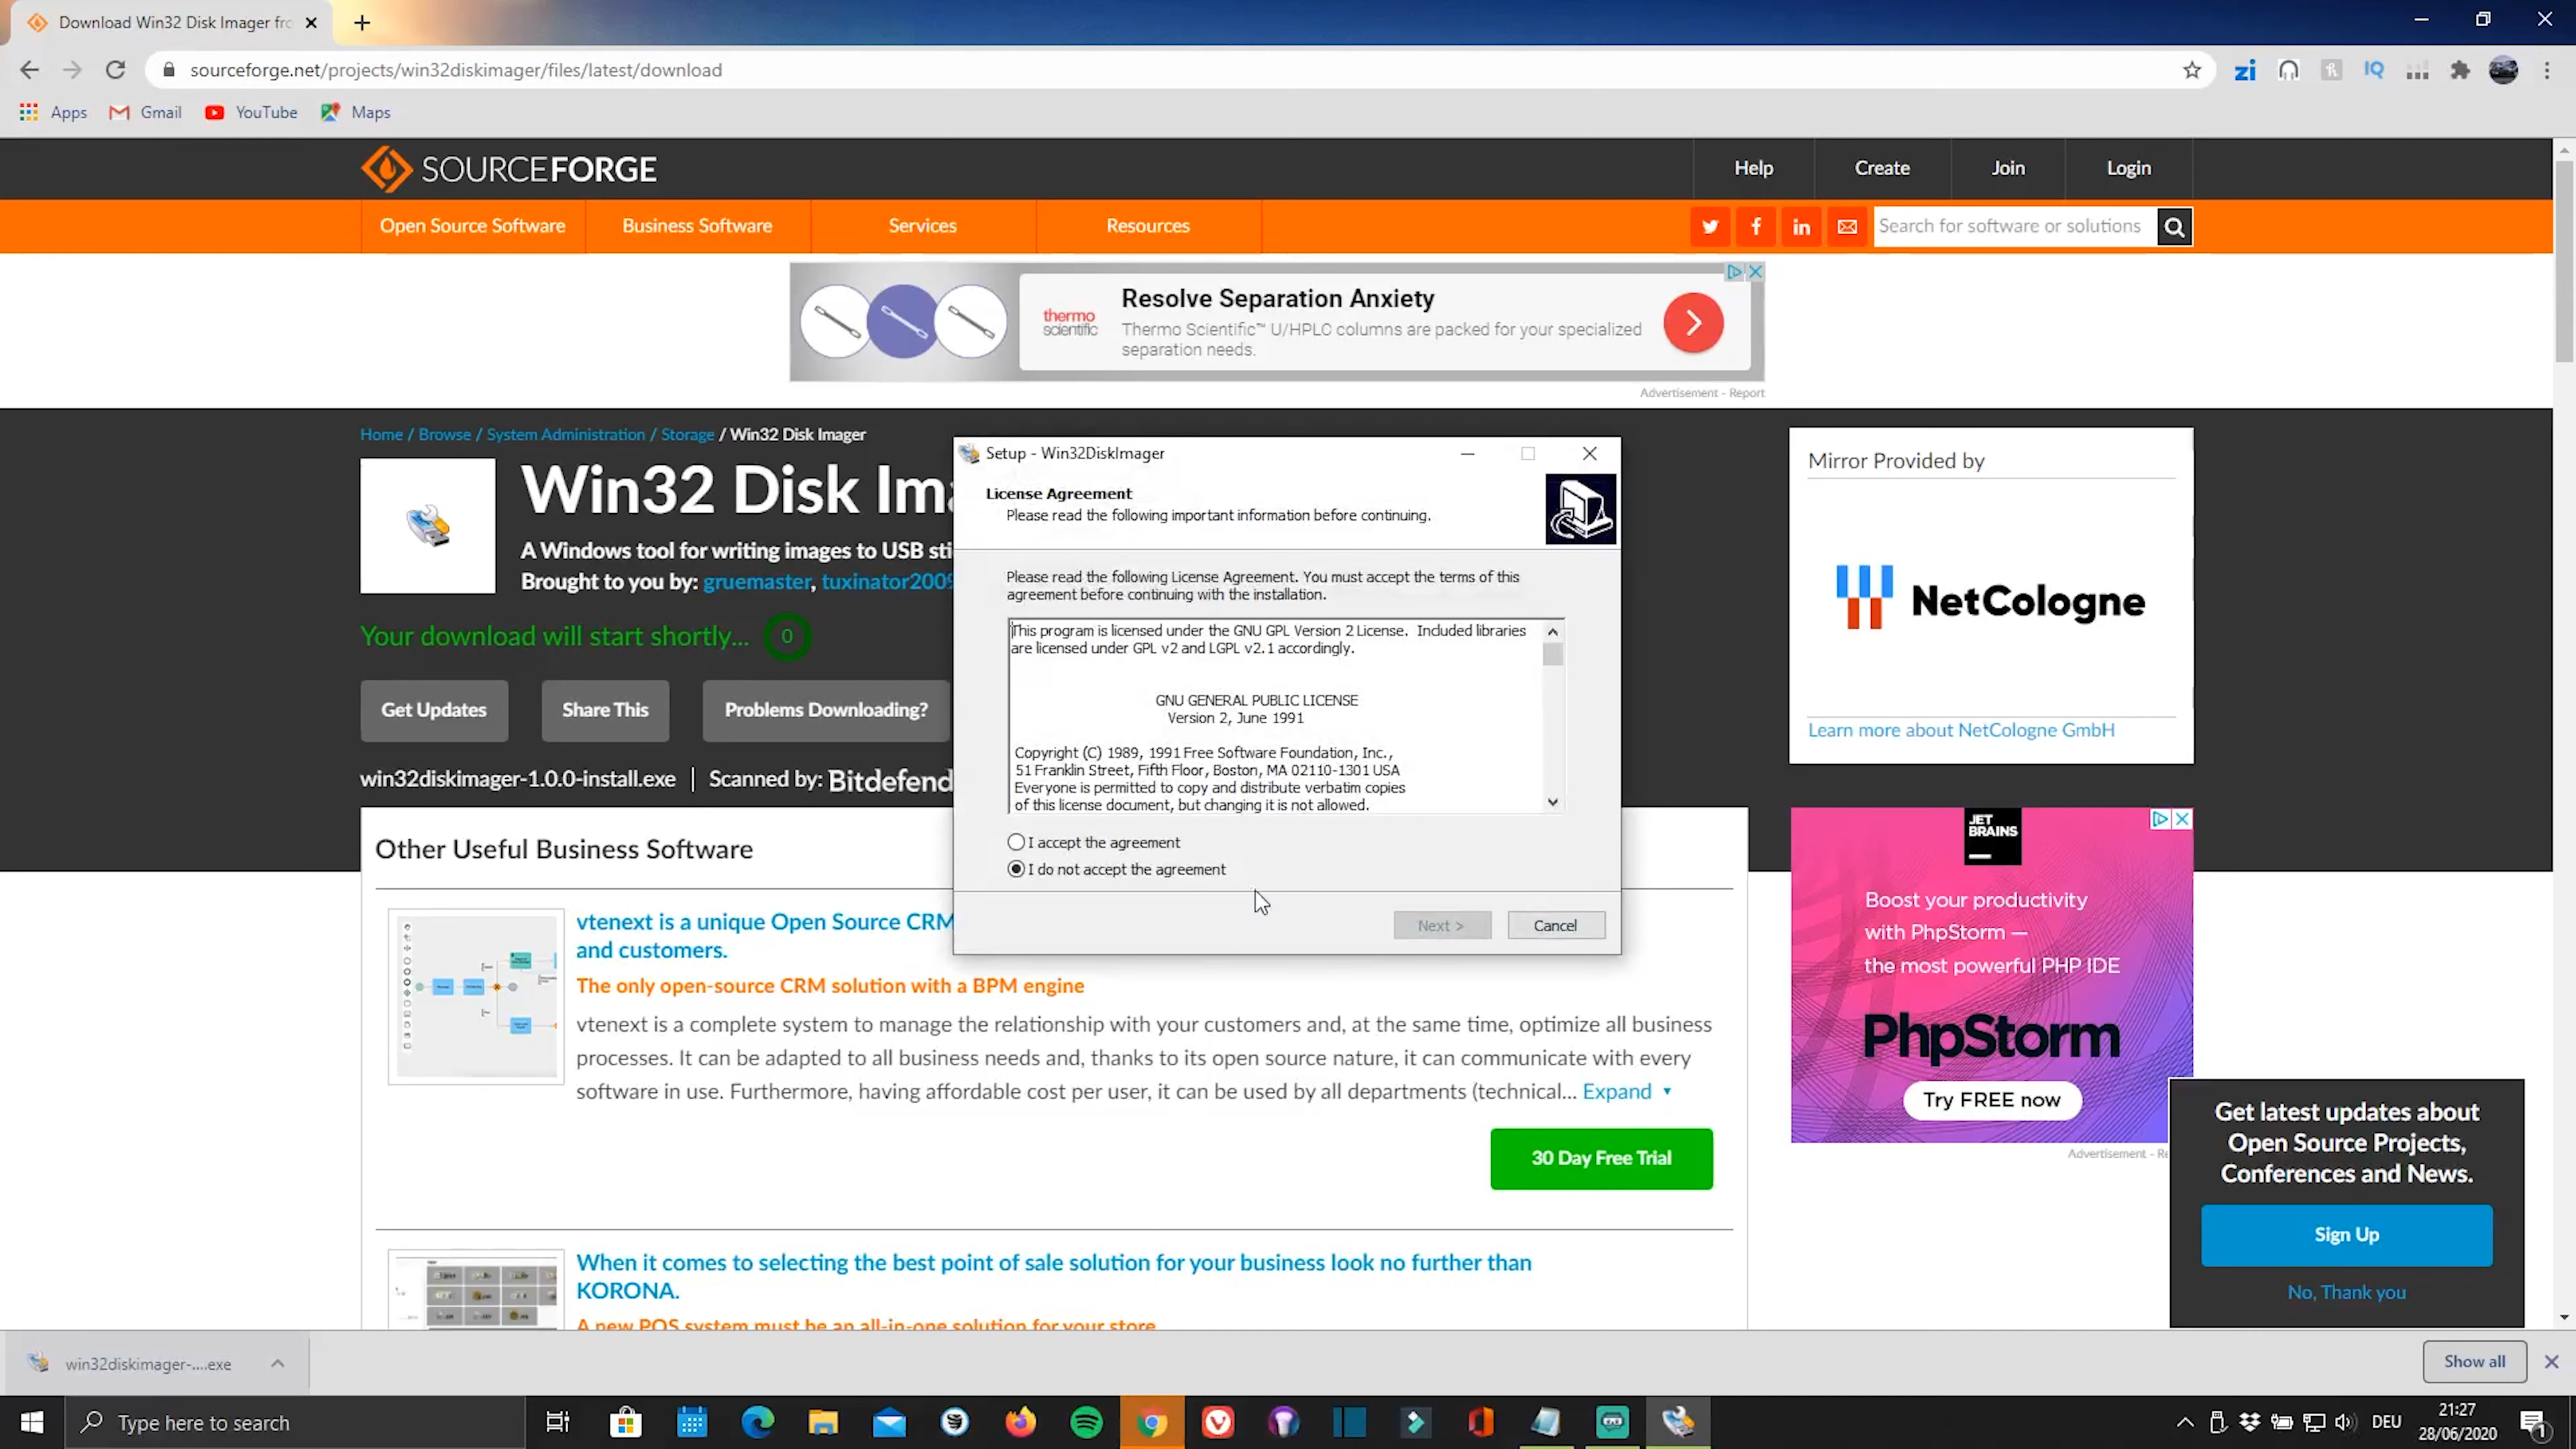 Download Win32 Disk Imager fro
sourceforge.net/projects/win32diskimager/files/latest/download
Apps
Gmail
YouTube
Maps
SOURCEFORGE
Help
Create
Join
Login
Open Source Software
Business Software
Services
Resources
Search for software or solutions
thermo scientific
Resolve Separation Anxiety
Thermo Scientific™ U/HPLC columns are packed for your specialized
separation needs.
Advertisement - Report
Home / Browse / System Administration / Storage / Win32 Disk Imager
Win32 Disk Ima
A Windows tool for writing images to USB sti
Brought to you by: gruemaster, tuxinator2009
Your download will start shortly... 0
Get Updates
Share This
Problems Downloading?
win32diskimager-1.0.0-install.exe | Scanned by: Bitdefend
Setup - Win32DiskImager
License Agreement
Please read the following important information before continuing.
Please read the following License Agreement. You must accept the terms of this
agreement before continuing with the installation.
This program is licensed under the GNU GPL Version 2 License. Included libraries
are licensed under GPL v2 and LGPL v2.1 accordingly.
GNU GENERAL PUBLIC LICENSE
Version 2, June 1991
Copyright (C) 1989, 1991 Free Software Foundation, Inc.,
51 Franklin Street, Fifth Floor, Boston, MA 02110-1301 USA
Everyone is permitted to copy and distribute verbatim copies
of this license document, but changing it is not allowed.
I accept the agreement
I do not accept the agreement
Next >
Cancel
Mirror Provided by
NetCologne
Learn more about NetCologne GmbH
Other Useful Business Software
vtenext is a unique Open Source CRM
and customers.
The only open-source CRM solution with a BPM engine
vtenext is a complete system to manage the relationship with your customers and, at the same time, optimize all business
processes. It can be adapted to all business needs and, thanks to its open source nature, it can communicate with every
software in use. Furthermore, having affordable cost per user, it can be used by all departments (technical... Expand
30 Day Free Trial
When it comes to selecting the best point of sale solution for your business look no further than
KORONA.
A new POS system must be an all-in-one solution for your store
JET
BRAINS
Boost your productivity
with PhpStorm —
the most powerful PHP IDE
PhpStorm
Try FREE now
Advertisement - Re
Get latest updates about
Open Source Projects,
Conferences and News.
Sign Up
No, Thank you
win32diskimager-....exe
Show all
Type here to search
DEU
21:27
28/06/2020
1